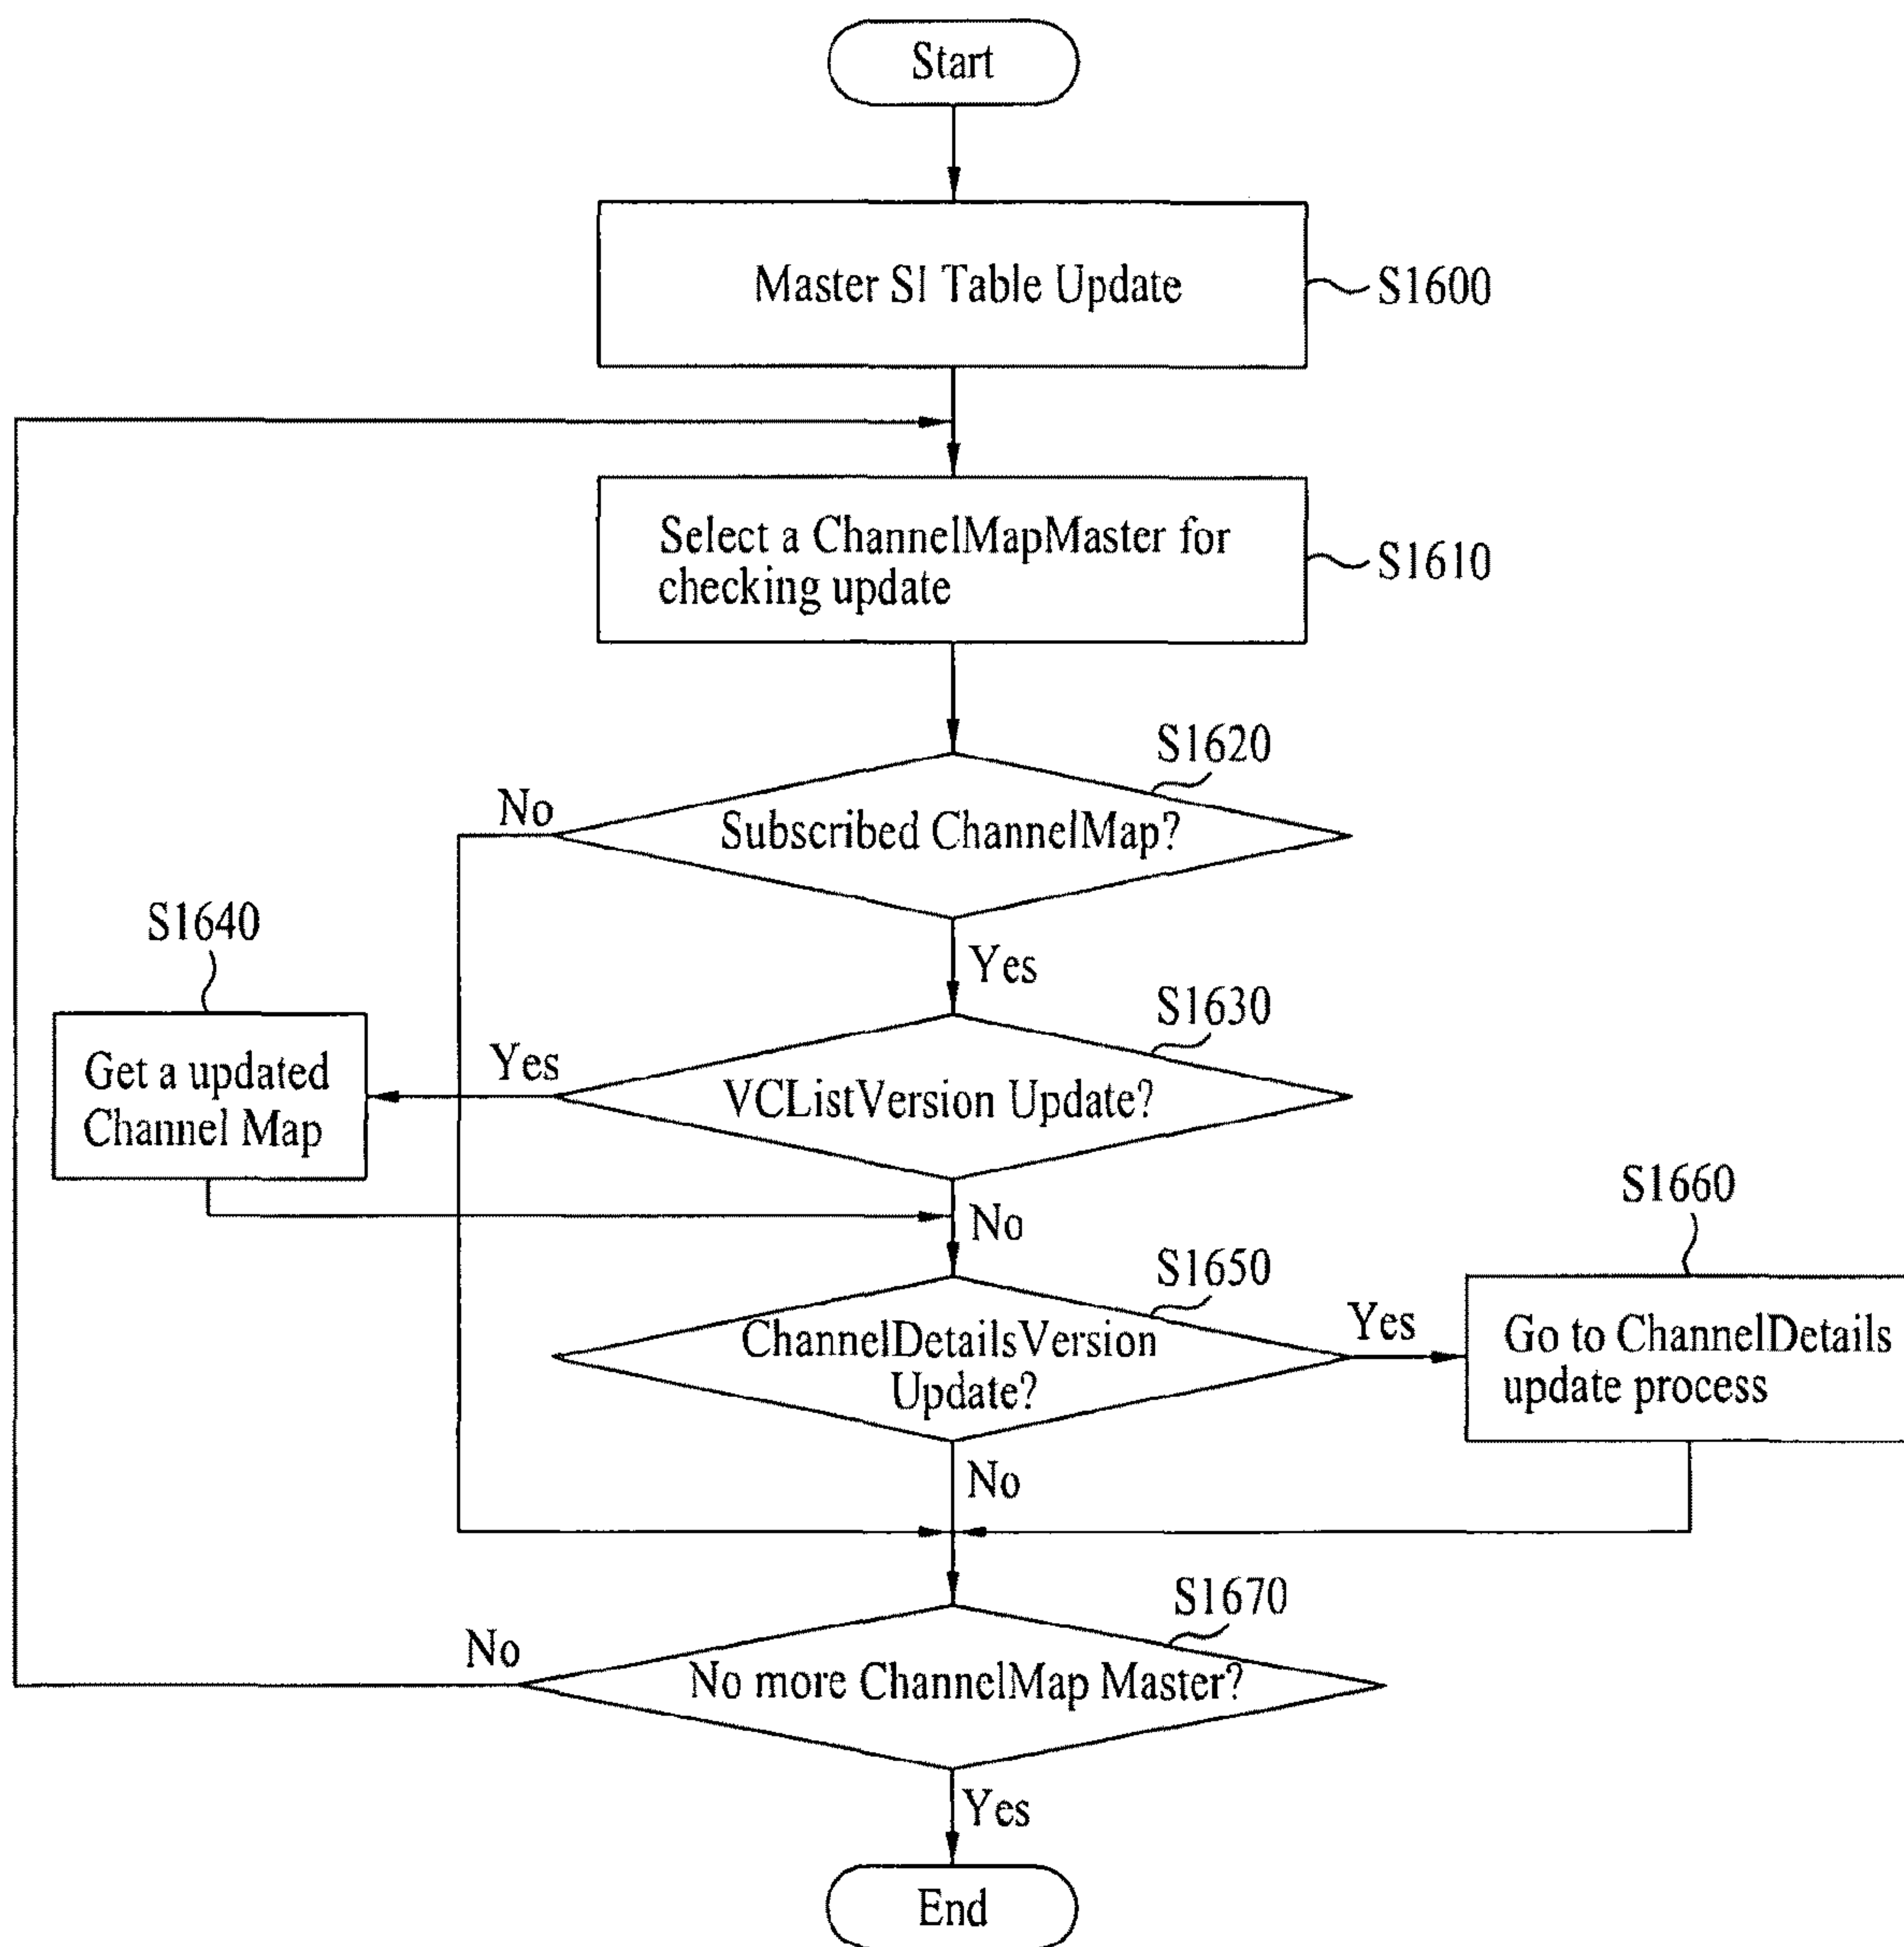 Start
Master SI Table Update
S1600
Select a ChannelMapMaster for
checking update
S1610
S1620
No
Subscribed ChannelMap?
Yes
S1640
Get a updated
Channel Map
S1630
Yes
VCListVersion Update?
No
S1650
ChannelDetailsVersion
Update?
Yes
S1660
Go to ChannelDetails
update process
No
S1670
No
No more ChannelMap Master?
Yes
End